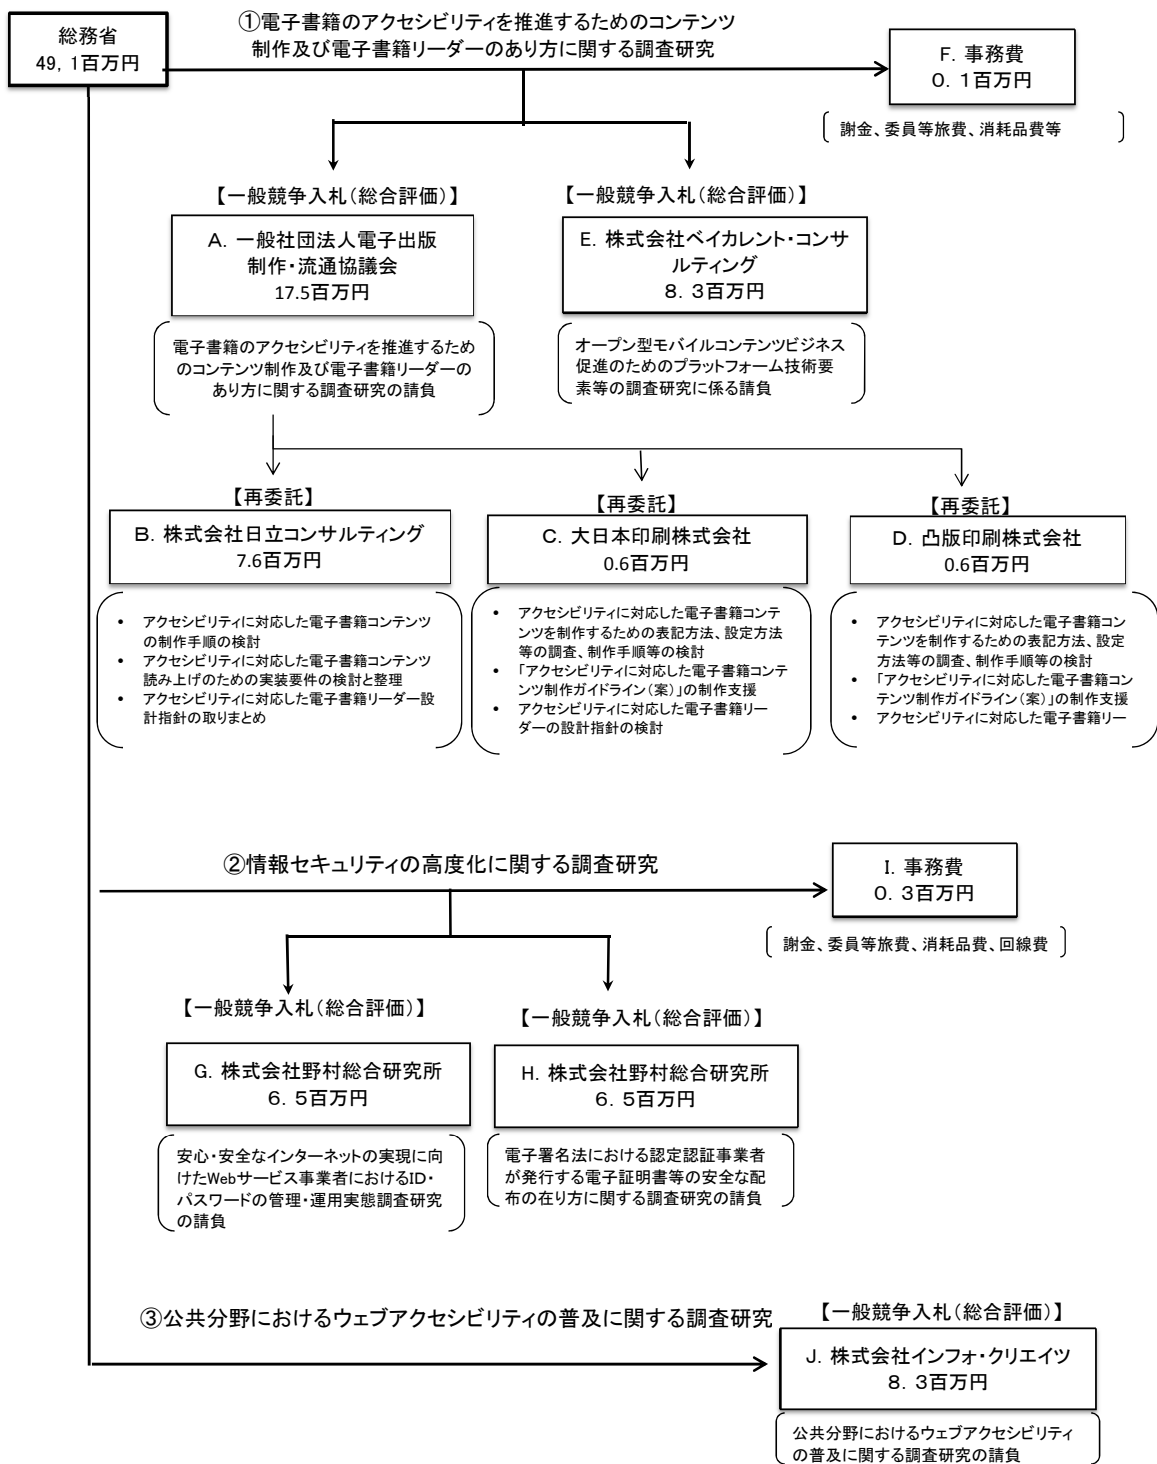 総務省
49, 1百万円
①電子書籍のアクセシビリティを推進するためのコンテンツ
制作及び電子書籍リーダーのあり方に関する調査研究
F. 事務費
0. 1百万円
謝金、委員等旅費、消耗品費等
【一般競争入札(総合評価)】
A. 一般社団法人電子出版
制作・流通協議会
17.5百万円
電子書籍のアクセシビリティを推進するため
のコンテンツ制作及び電子書籍リーダーの
あり方に関する調査研究の請負
【一般競争入札(総合評価)】
E. 株式会社ベイカレント・コンサ
ルティング
8. 3百万円
オープン型モバイルコンテンツビジネス
促進のためのプラットフォーム技術要
素等の調査研究に係る請負
【再委託】
B. 株式会社日立コンサルティング
7.6百万円
• アクセシビリティに対応した電子書籍コンテンツ
の制作手順の検討
• アクセシビリティに対応した電子書籍コンテンツ
読み上げのための実装要件の検討と整理
• アクセシビリティに対応した電子書籍リーダー設
計指針の取りまとめ
【再委託】
C. 大日本印刷株式会社
0.6百万円
• アクセシビリティに対応した電子書籍コンテ
ンツを制作するための表記方法、設定方法
等の調査、制作手順等の検討
• 「アクセシビリティに対応した電子書籍コンテ
ンツ制作ガイドライン(案)」の制作支援
• アクセシビリティに対応した電子書籍リー
ダーの設計指針の検討
【再委託】
D. 凸版印刷株式会社
0.6百万円
• アクセシビリティに対応した電子書籍コン
テンツを制作するための表記方法、設定
方法等の調査、制作手順等の検討
• 「アクセシビリティに対応した電子書籍コン
テンツ制作ガイドライン(案)」の制作支援
• アクセシビリティに対応した電子書籍リー
②情報セキュリティの高度化に関する調査研究
I. 事務費
0. 3百万円
謝金、委員等旅費、消耗品費、回線費
【一般競争入札(総合評価)】
G. 株式会社野村総合研究所
6. 5百万円
安心・安全なインターネットの実現に向
けたWebサービス事業者におけるID・
パスワードの管理・運用実態調査研究
の請負
【一般競争入札(総合評価)】
H. 株式会社野村総合研究所
6. 5百万円
電子署名法における認定認証事業者
が発行する電子証明書等の安全な配
布の在り方に関する調査研究の請負
③公共分野におけるウェブアクセシビリティの普及に関する調査研究
【一般競争入札(総合評価)】
J. 株式会社インフォ・クリエイツ
8. 3百万円
公共分野におけるウェブアクセシビリティ
の普及に関する調査研究の請負